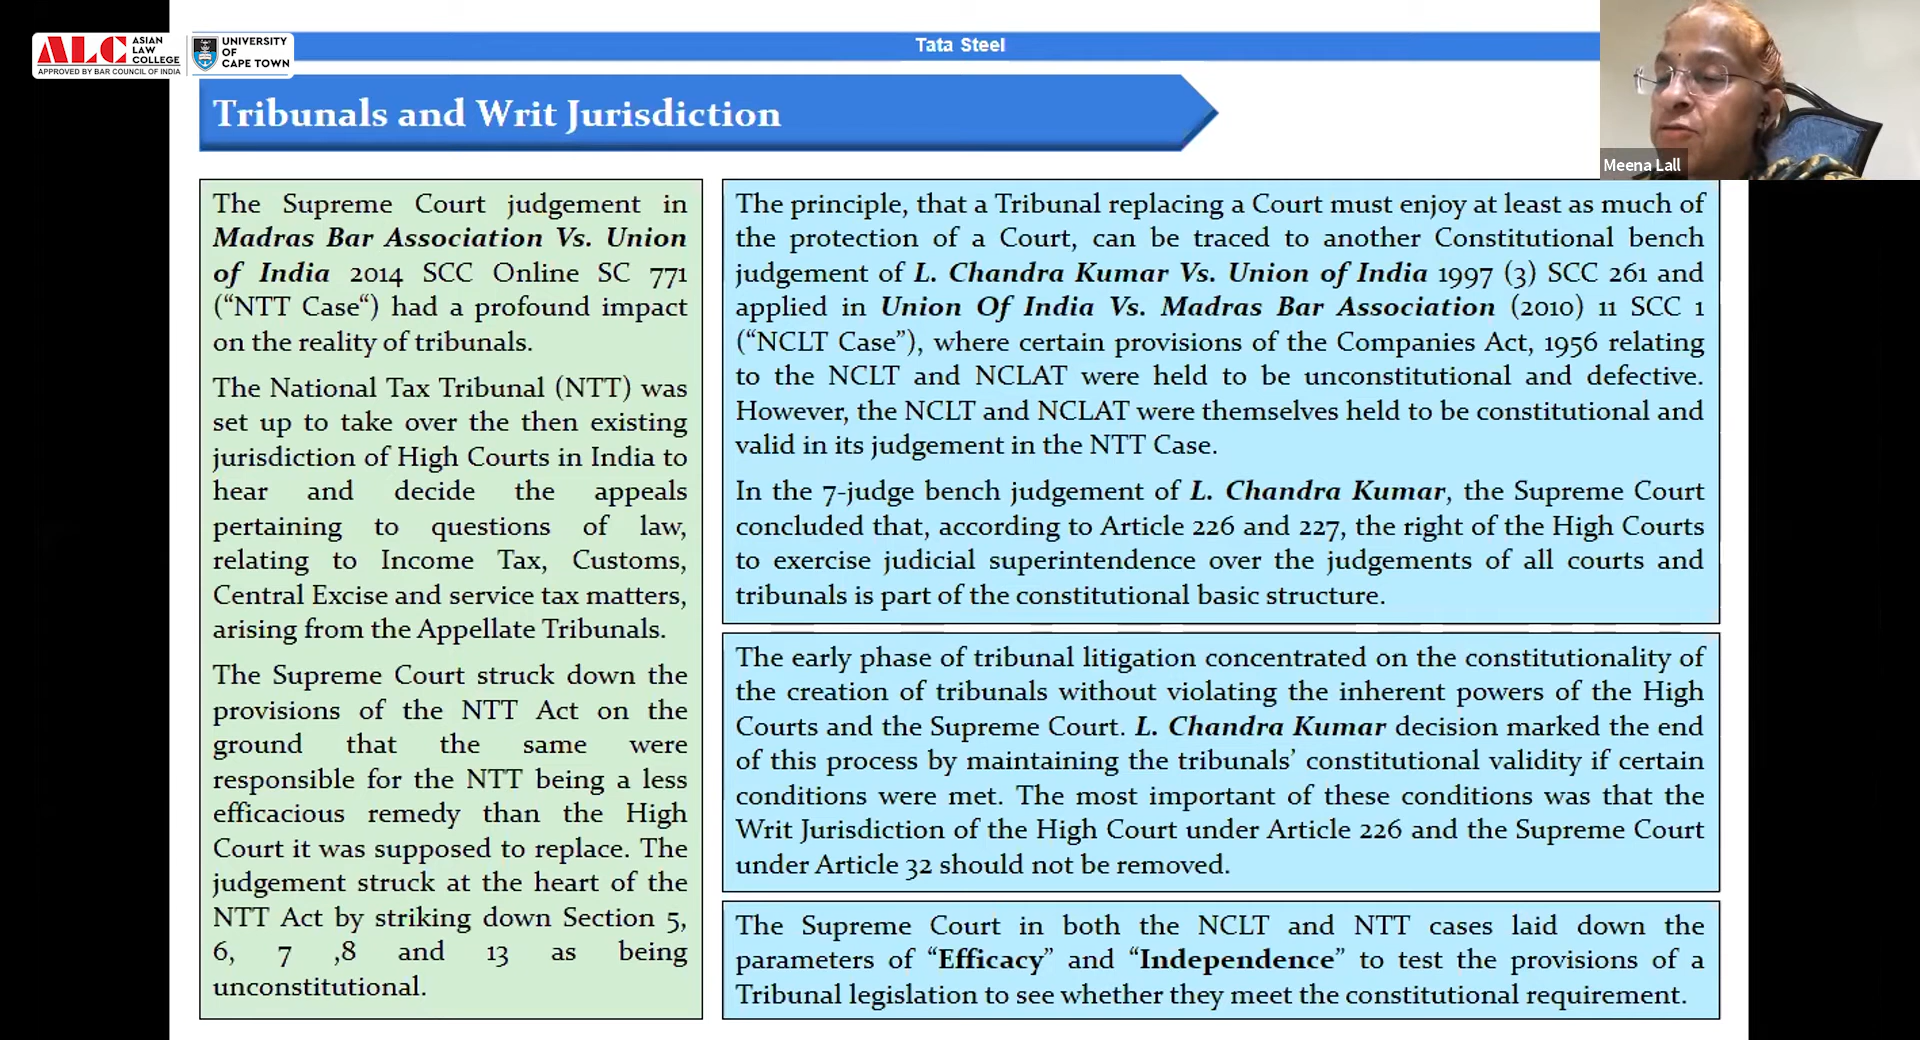 ALC ASIAN LAW COLLEGE
APPROVED BY BAR COUNCIL OF INDIA
UNIVERSITY OF CAPE TOWN
Tata Steel
Meena Lall
Tribunals and Writ Jurisdiction
The Supreme Court judgement in
Madras Bar Association Vs. Union
of India 2014 SCC Online SC 771
(“NTT Case“) had a profound impact
on the reality of tribunals.
The National Tax Tribunal (NTT) was
set up to take over the then existing
jurisdiction of High Courts in India to
hear and decide the appeals
pertaining to questions of law,
relating to Income Tax, Customs,
Central Excise and service tax matters,
arising from the Appellate Tribunals.
The Supreme Court struck down the
provisions of the NTT Act on the
ground that the same were
responsible for the NTT being a less
efficacious remedy than the High
Court it was supposed to replace. The
judgement struck at the heart of the
NTT Act by striking down Section 5,
6, 7 ,8 and 13 as being
unconstitutional.
The principle, that a Tribunal replacing a Court must enjoy at least as much of
the protection of a Court, can be traced to another Constitutional bench
judgement of L. Chandra Kumar Vs. Union of India 1997 (3) SCC 261 and
applied in Union Of India Vs. Madras Bar Association (2010) 11 SCC 1
(“NCLT Case”), where certain provisions of the Companies Act, 1956 relating
to the NCLT and NCLAT were held to be unconstitutional and defective.
However, the NCLT and NCLAT were themselves held to be constitutional and
valid in its judgement in the NTT Case.
In the 7-judge bench judgement of L. Chandra Kumar, the Supreme Court
concluded that, according to Article 226 and 227, the right of the High Courts
to exercise judicial superintendence over the judgements of all courts and
tribunals is part of the constitutional basic structure.
The early phase of tribunal litigation concentrated on the constitutionality of
the creation of tribunals without violating the inherent powers of the High
Courts and the Supreme Court. L. Chandra Kumar decision marked the end
of this process by maintaining the tribunals’ constitutional validity if certain
conditions were met. The most important of these conditions was that the
Writ Jurisdiction of the High Court under Article 226 and the Supreme Court
under Article 32 should not be removed.
The Supreme Court in both the NCLT and NTT cases laid down the
parameters of “Efficacy” and “Independence” to test the provisions of a
Tribunal legislation to see whether they meet the constitutional requirement.